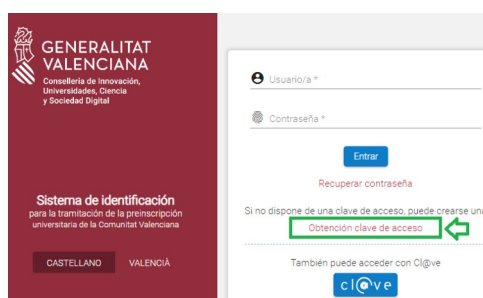 GENERALITAT
VALENCIANA
Conselleria de Innovación,
Universidades, Ciencia
y Sociedad Digital
Sistema de identificación
para la tramitación de la preinscripción
universitaria de la Comunitat Valenciana
CASTELLANO VALENCIÀ
Usuario/a *
Contraseña *
Entrar
Recuperar contraseña
Si no dispone de una clave de acceso, puede crearse una
Obtención clave de acceso
También puede acceder con Cl@ve
cl@ve